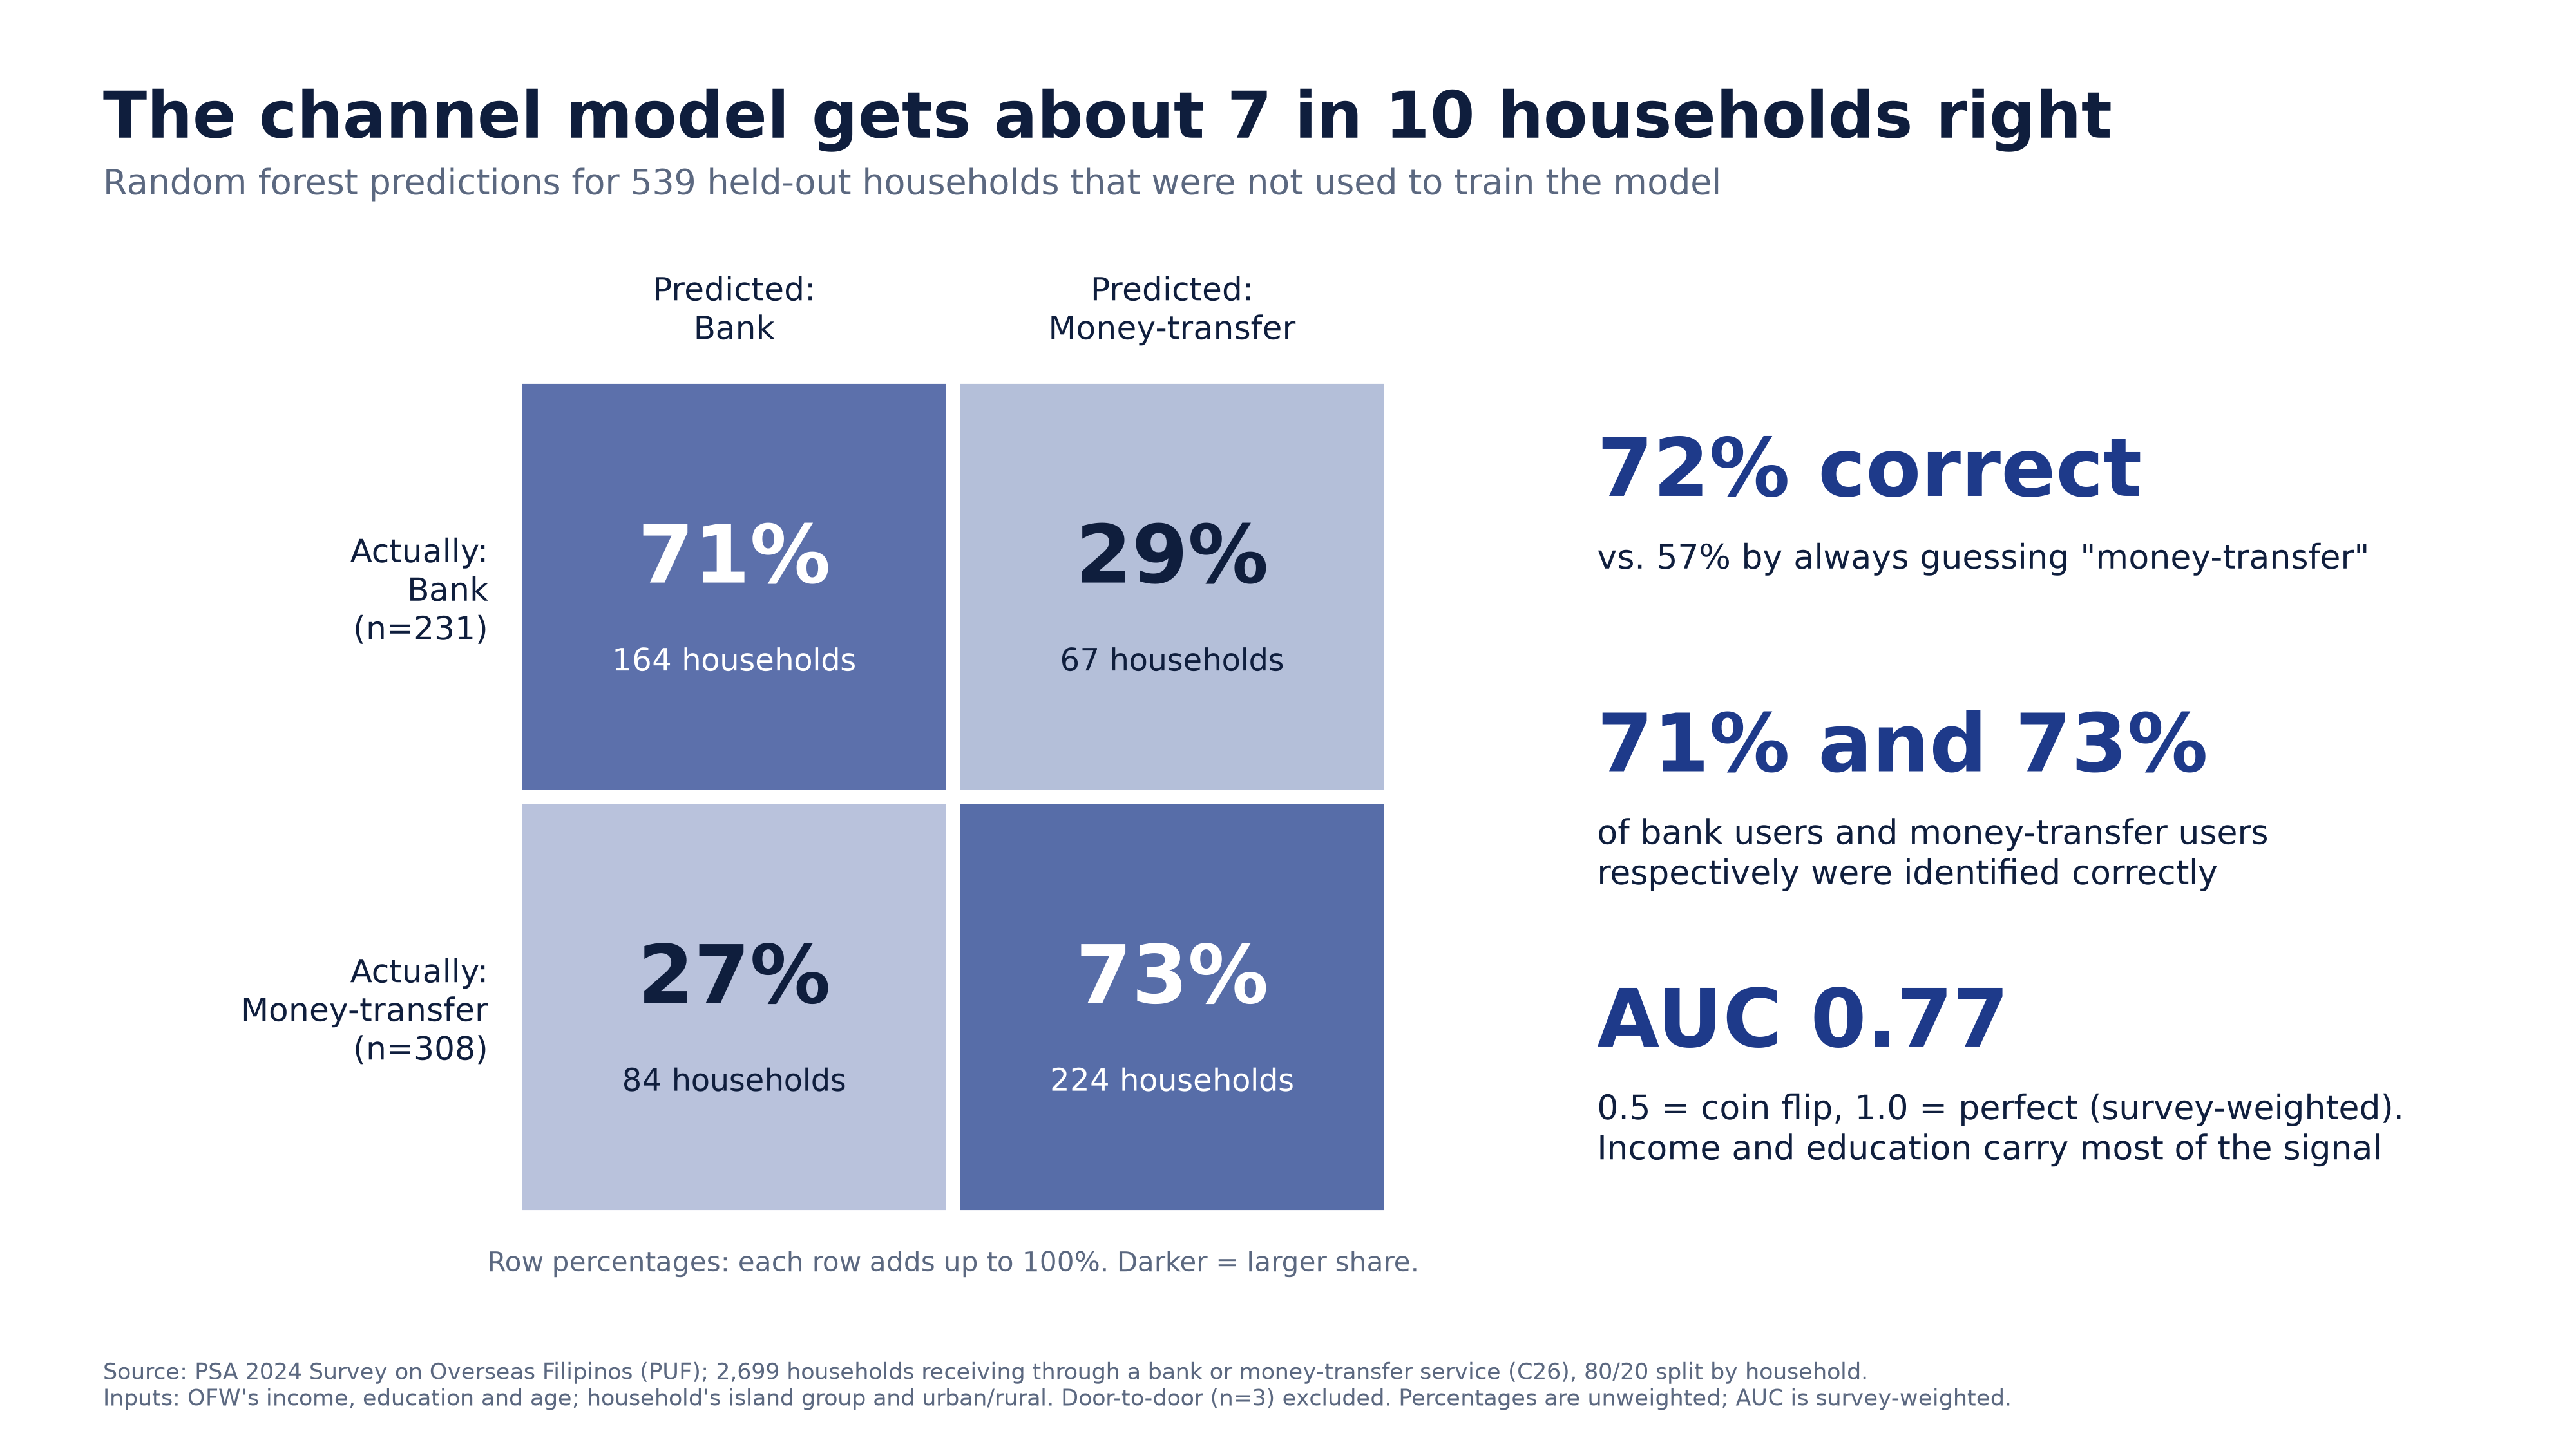 The channel model gets about 7 in 10 households right
Random forest predictions for 539 held-out households that were not used to train the model
Predicted:
Bank
Predicted:
Money-transfer
Actually:
Bank
(n=231)
71%
164 households
29%
67 households
Actually:
Money-transfer
(n=308)
27%
84 households
73%
224 households
Row percentages: each row adds up to 100%. Darker = larger share.
72% correct
vs. 57% by always guessing "money-transfer"
71% and 73%
of bank users and money-transfer users
respectively were identified correctly
AUC 0.77
0.5 = coin flip, 1.0 = perfect (survey-weighted).
Income and education carry most of the signal
Source: PSA 2024 Survey on Overseas Filipinos (PUF); 2,699 households receiving through a bank or money-transfer service (C26), 80/20 split by household.
Inputs: OFW's income, education and age; household's island group and urban/rural. Door-to-door (n=3) excluded. Percentages are unweighted; AUC is survey-weighted.